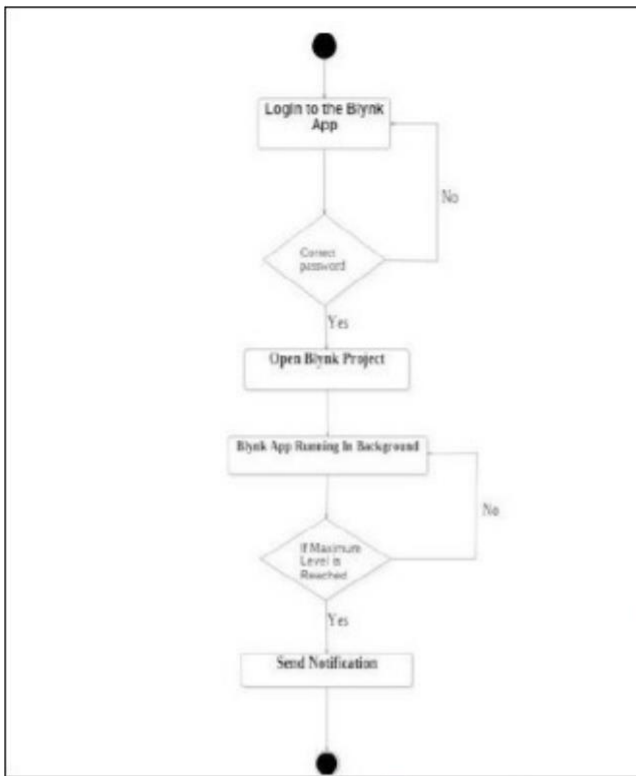 Login to the Blynk
App
No
Correct
password
Yes
Open Blynk Project
Blynk App Running In Background
No
If Maximum
Level is
Reached
Yes
Send Notification